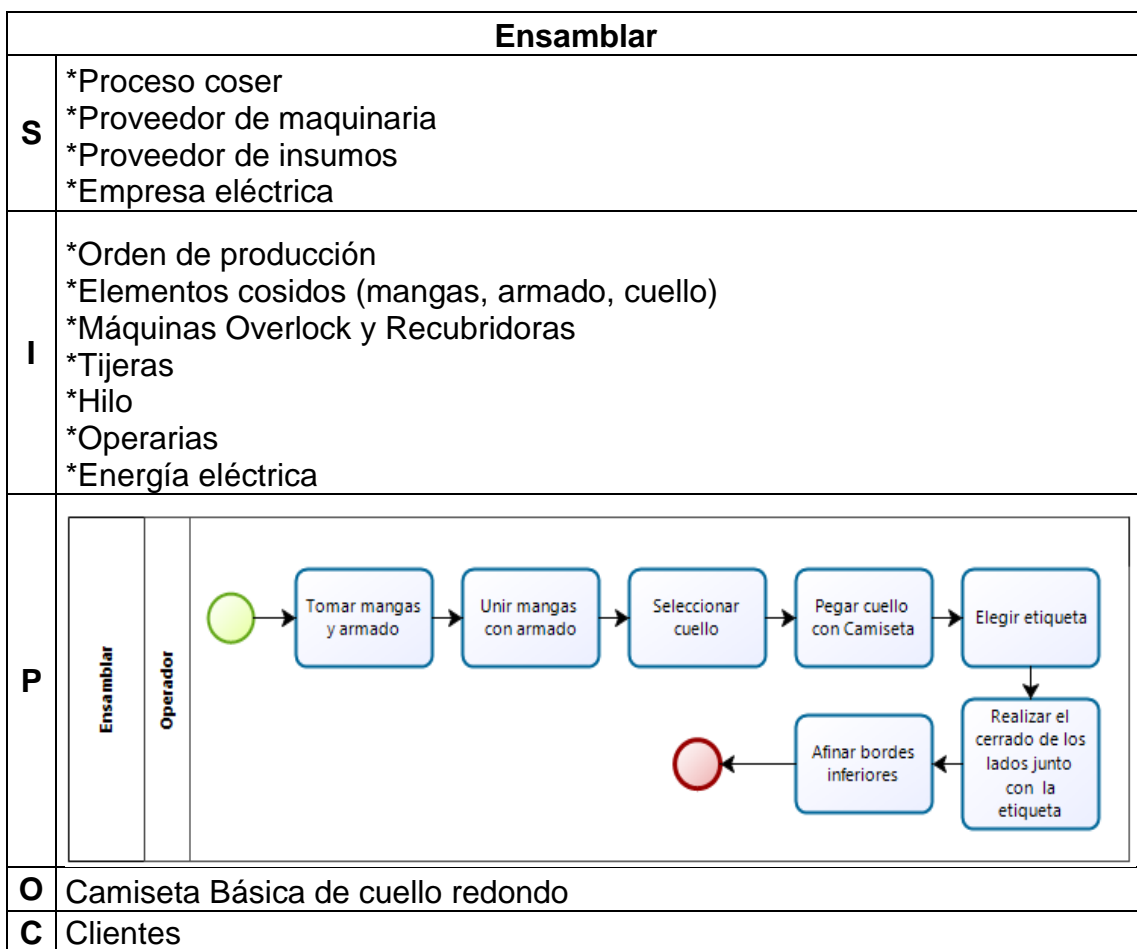 Ensamblar
S
*Proceso coser
*Proveedor de maquinaria
*Proveedor de insumos
*Empresa eléctrica
I
*Orden de producción
*Elementos cosidos (mangas, armado, cuello)
*Máquinas Overlock y Recubridoras
*Tijeras
*Hilo
*Operarias
*Energía eléctrica
P
Ensamblar
Operador
Tomar mangas
y armado
Unir mangas
con armado
Seleccionar
cuello
Pegar cuello
con Camiseta
Elegir etiqueta
Realizar el
cerrado de los
lados junto
con la
etiqueta
Afinar bordes
inferiores
O
Camiseta Básica de cuello redondo
C
Clientes